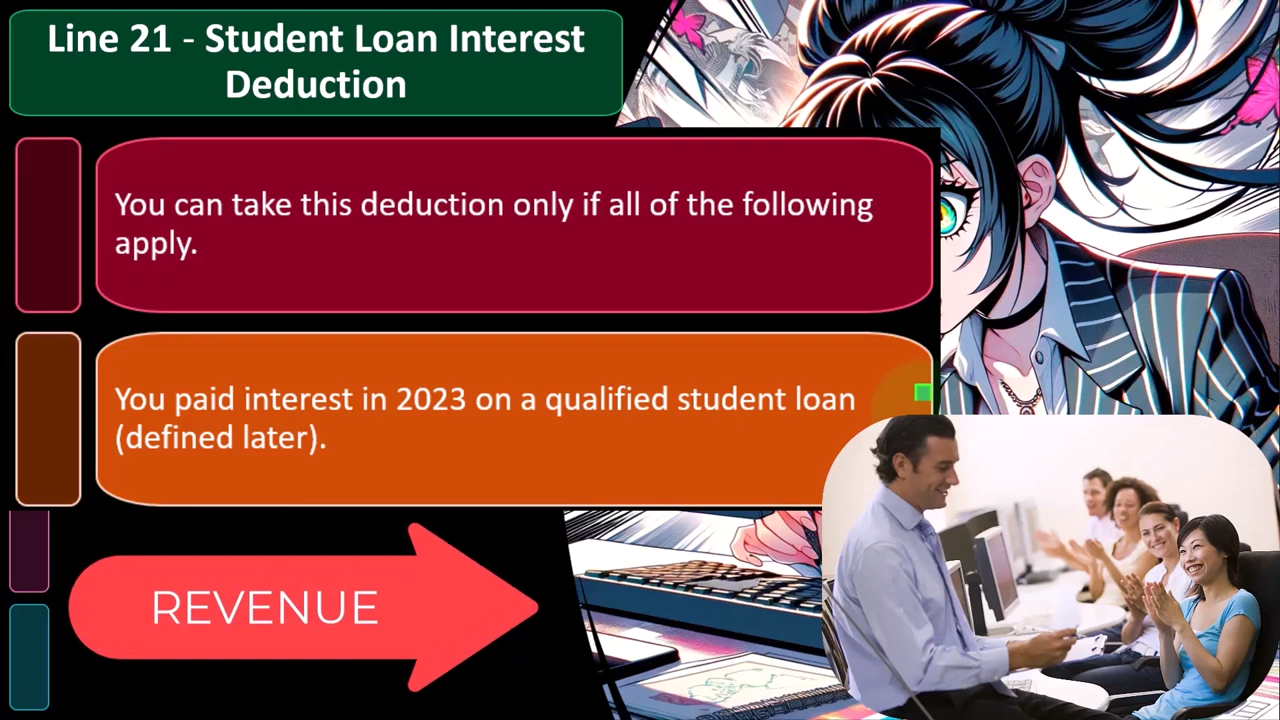 Line 21 - Student Loan Interest
Deduction
You can take this deduction only if all of the following
apply.
You paid interest in 2023 on a qualified student loan
(defined later).
REVENUE